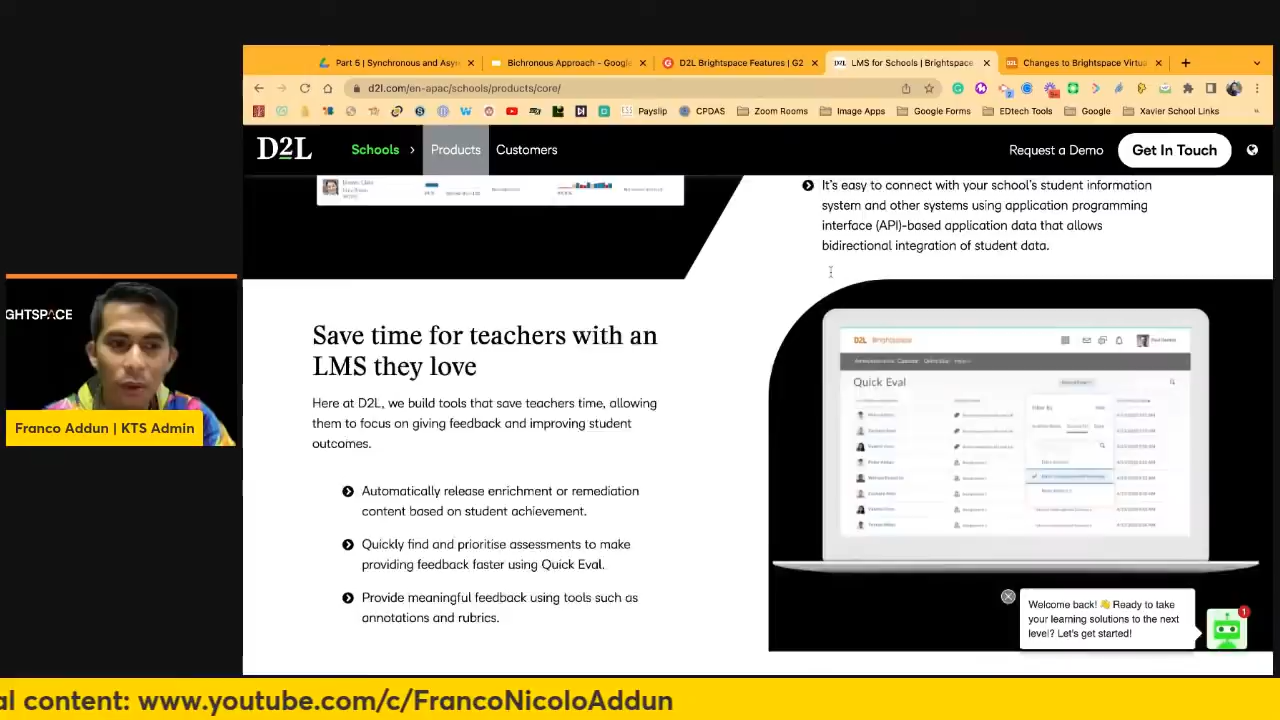 Part 5 | Synchronous and Asyn
Bichronous Approach - Google
D2L Brightspace Features | G2
LMS for Schools | Brightspace
Changes to Brightspace Virtua
d2l.com/en-apac/schools/products/core/
Payslip
CPDAS
Zoom Rooms
Image Apps
Google Forms
EDtech Tools
Google
Xavier School Links
D2L
Schools
Products
Customers
Request a Demo
Get In Touch
It's easy to connect with your school's student information
system and other systems using application programming
interface (API)-based application data that allows
bidirectional integration of student data.
GHTSPACE
Franco Addun | KTS Admin
Save time for teachers with an
LMS they love
Here at D2L, we build tools that save teachers time, allowing
them to focus on giving feedback and improving student
outcomes.
Automatically release enrichment or remediation
content based on student achievement.
Quickly find and prioritise assessments to make
providing feedback faster using Quick Eval.
Provide meaningful feedback using tools such as
annotations and rubrics.
D2L Brightspace
Quick Eval
Welcome back! 👋 Ready to take
your learning solutions to the next
level? Let's get started!
1
al content: www.youtube.com/c/FrancoNicoloAddun